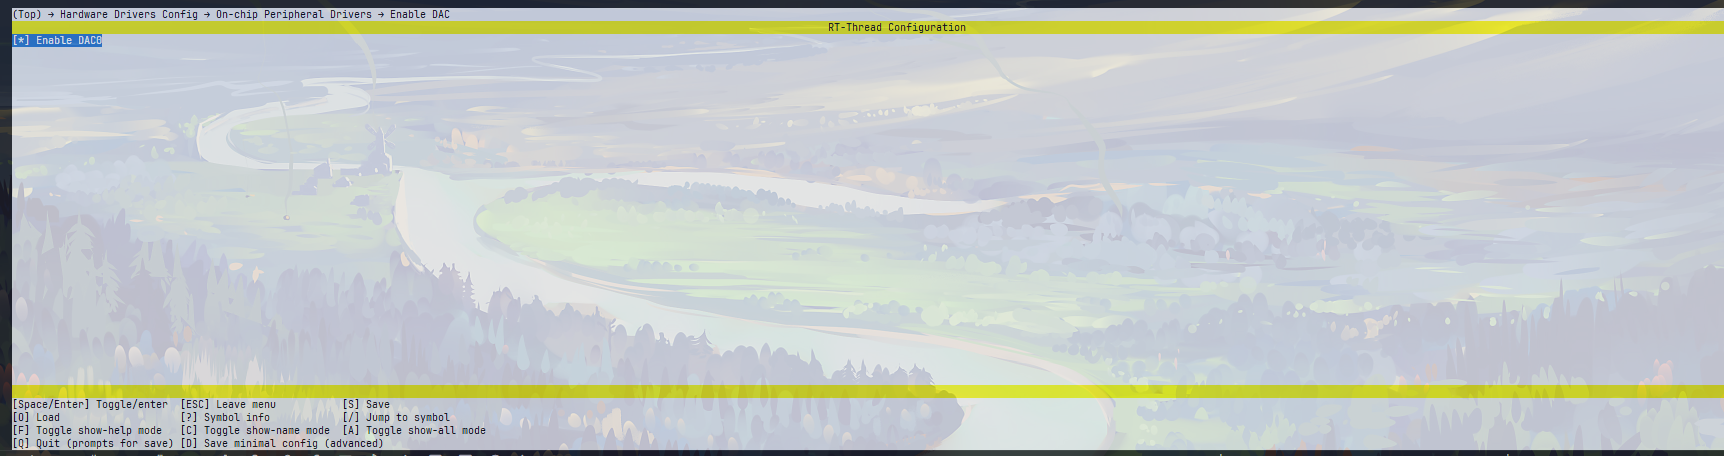 (Top) → Hardware Drivers Config → On-chip Peripheral Drivers → Enable DAC
RT-Thread Configuration
[*] Enable DAC0
[Space/Enter] Toggle/enter [ESC] Leave menu [S] Save
[O] Load [?] Symbol info [/] Jump to symbol
[F] Toggle show-help mode [C] Toggle show-name mode [A] Toggle show-all mode
[Q] Quit (prompts for save) [D] Save minimal config (advanced)